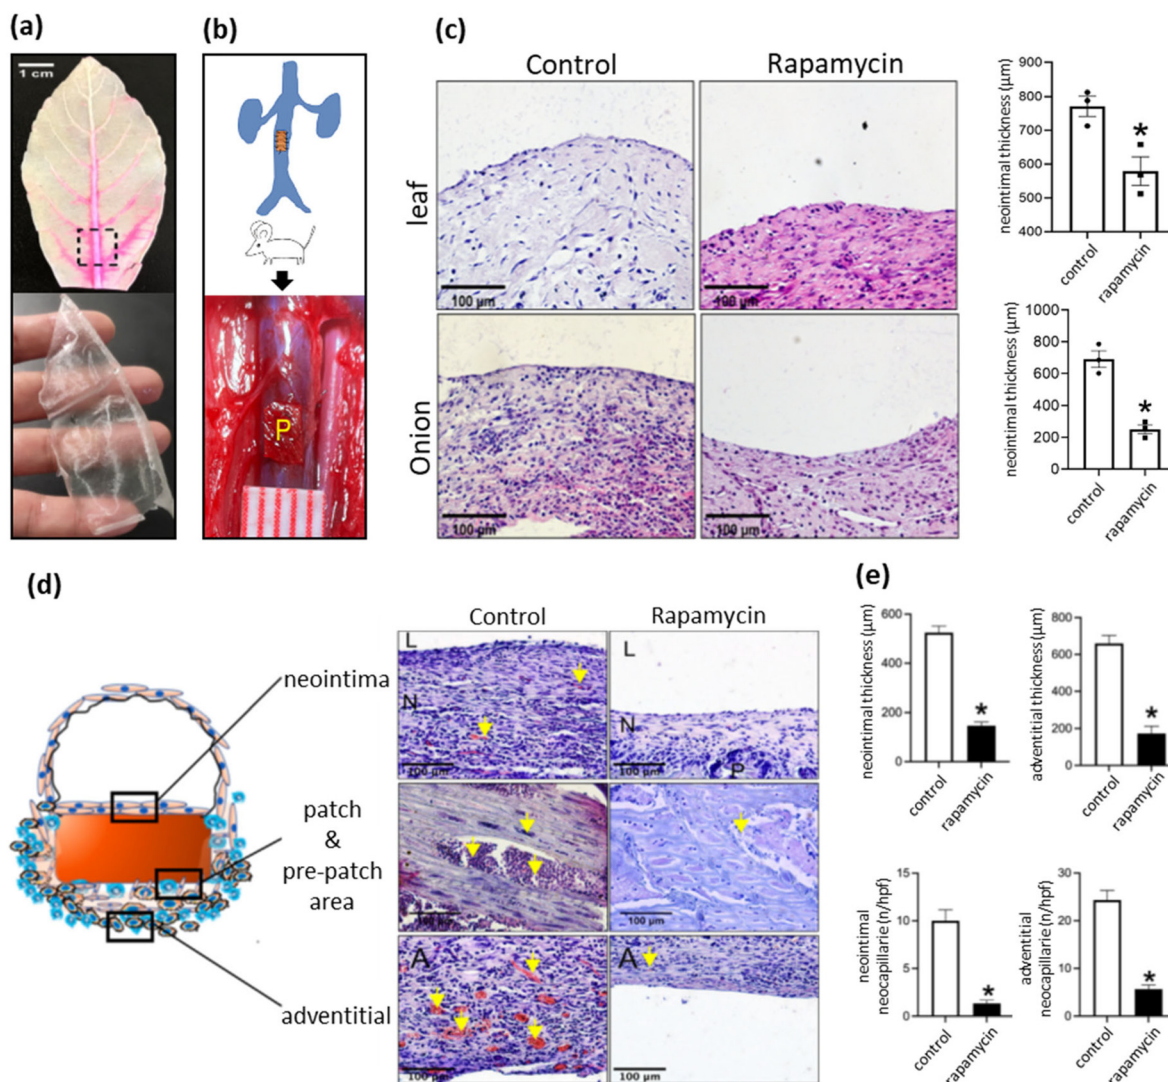 (a)
1 cm
(b)
P
(c)
Control
Rapamycin
leaf
100 µm
100 µm
Onion
100 µm
100 µm
neointimal thickness (µm)
900
800
700
600
500
400
*
control
rapamycin
neointimal thickness (µm)
1000
800
600
400
200
0
*
control
rapamycin
(d)
neointima
patch
&
pre-patch
area
adventitial
Control
Rapamycin
L
N
100 µm
L
N
P
100 µm
100 µm
100 µm
A
100 µm
A
100 µm
(e)
neointimal thickness (µm)
600
400
200
0
*
control
rapamycin
adventitial thickness (µm)
800
600
400
200
0
*
control
rapamycin
neointimal
neocapillarie (n/hpf)
15
10
5
0
*
control
rapamycin
adventitial
neocapillarie (n/hpf)
30
20
10
0
*
control
rapamycin